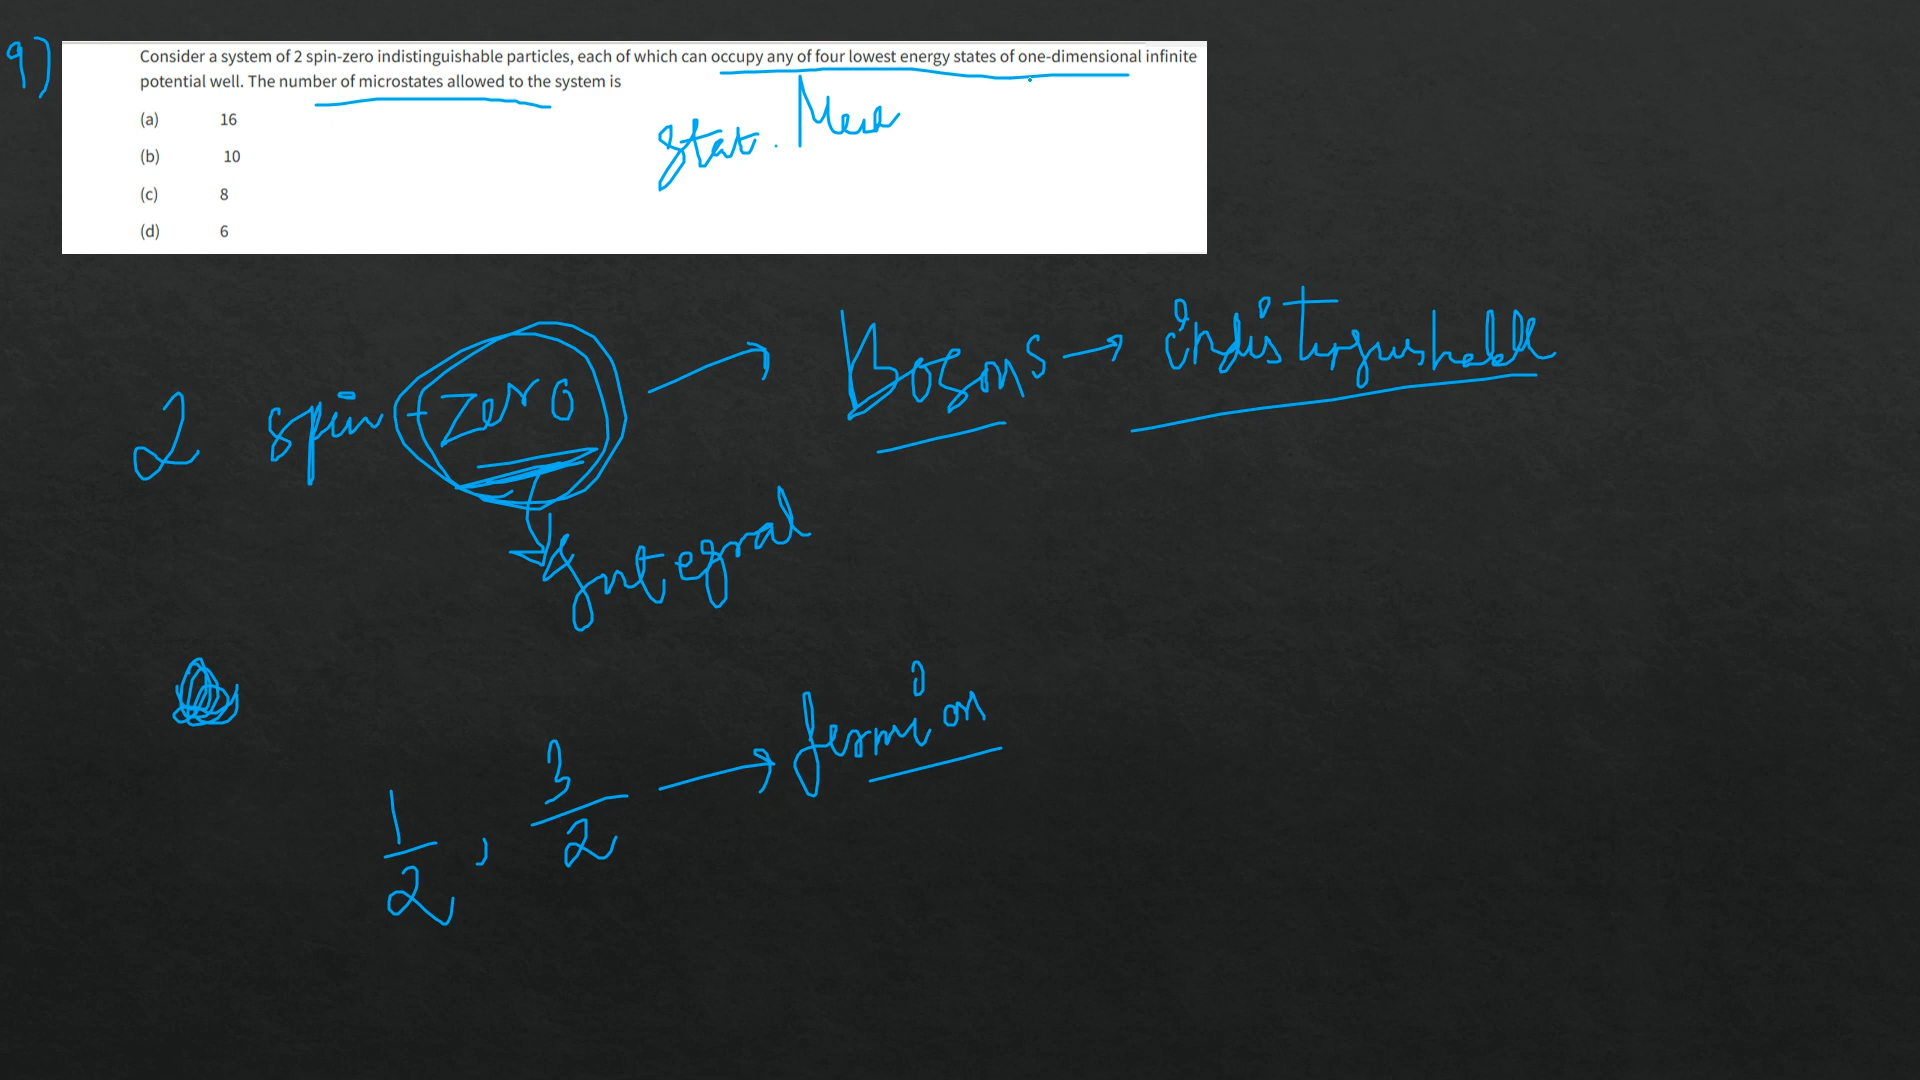 9)
Consider a system of 2 spin-zero indistinguishable particles, each of which can occupy any of four lowest energy states of one-dimensional infinite
potential well. The number of microstates allowed to the system is
(a) 16
(b) 10
(c) 8
(d) 6
Stat.
2 spin-zero → Bosons → indistinguishable
Integral
1/2, 3/2 → fermion